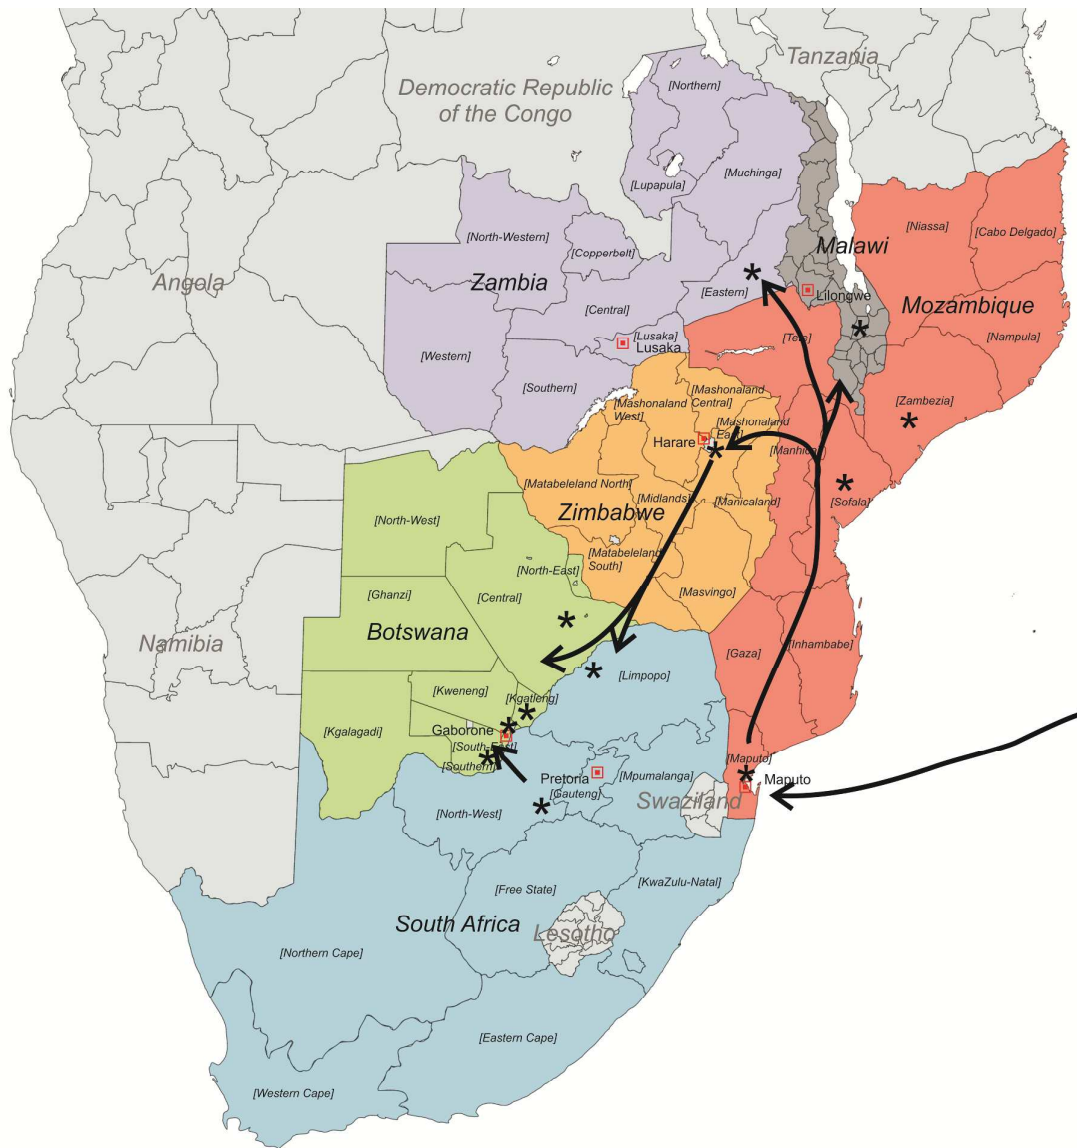 Tanzania
Democratic Republic
of the Congo
[Northern]
[Muchinga]
[Lupapula]
[Niassa]
[Cabo Delgado]
[North-Western]
Malawi
[Copperbelt]
Angola
Zambia
[Eastern]
Lilongwe
Mozambique
[Central]
[Lusaka]
Lusaka
[Nampula]
[Western]
[Southern]
[Mashonaland
Central]
[Mashonaland
West]
[Zambezia]
[Mashonaland
East]
Harare
[Matabeleland North]
[Midlands]
[Manicaland]
[Sofala]
Zimbabwe
[North-West]
[Matabeleland
South]
[North-East]
[Masvingo]
[Ghanzi]
[Central]
Botswana
Namibia
[Gaza]
[Inhambabe]
[Limpopo]
[Kweneng]
[Kgatleng]
[Kgalagadi]
Gaborone
[South-East]
[Southern]
[Maputo]
Maputo
Pretoria
[Mpumalanga]
[Gauteng]
Swaziland
[North-West]
[Free State]
[KwaZulu-Natal]
South Africa
Lesotho
[Northern Cape]
[Eastern Cape]
[Western Cape]